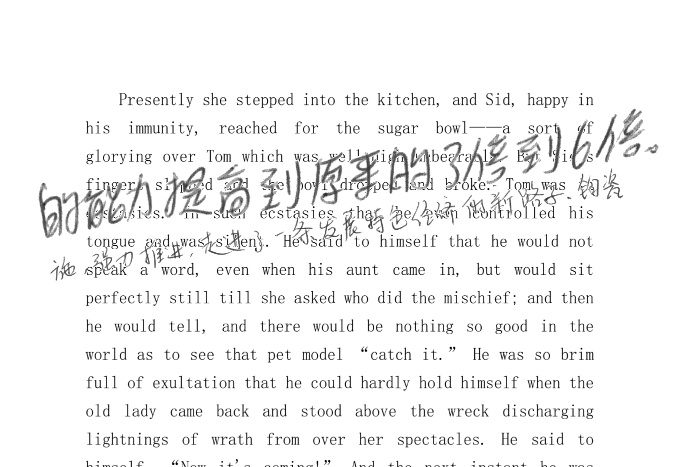 Presently she stepped into the kitchen, and Sid, happy in
his immunity, reached for the sugar bowl——a sort of
glorying over Tom which was well-nigh unbearable. But Sid's
的能力提高到原来的3倍到6倍。
fingers slipped and the bowl dropped and broke. Tom was in
ecstasies. In such ecstasies that he even controlled his
tongue and was silent. He said to himself that he would not
施,强力推进,走进了一条发展特色经济的新路子.陶瓷
speak a word, even when his aunt came in, but would sit
perfectly still till she asked who did the mischief; and then
he would tell, and there would be nothing so good in the
world as to see that pet model “catch it.” He was so brim
full of exultation that he could hardly hold himself when the
old lady came back and stood above the wreck discharging
lightnings of wrath from over her spectacles. He said to
himself, “Now it's coming!” And the next instant he was